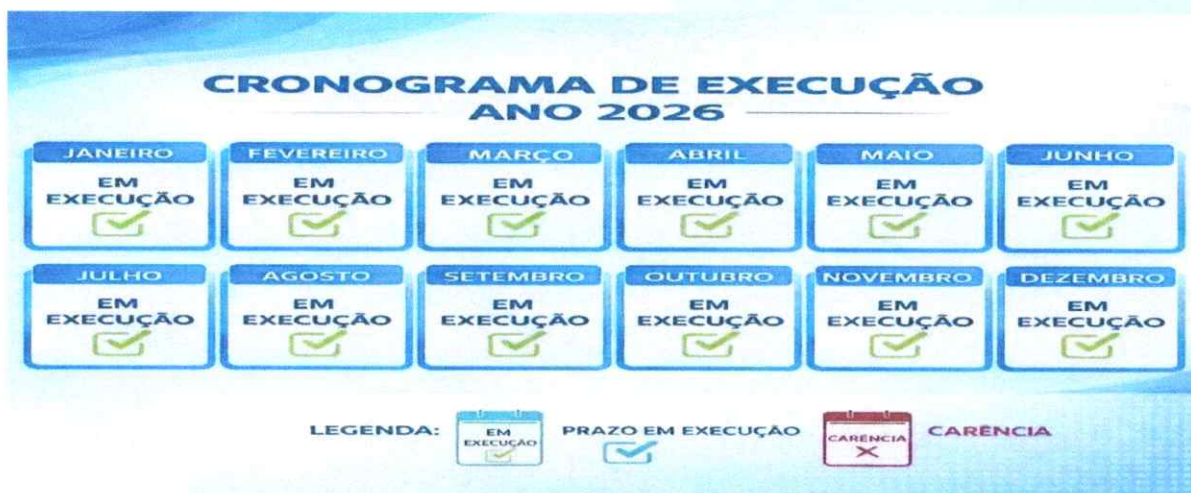 CRONOGRAMA DE EXECUÇÃO
ANO 2026
JANEIRO FEVEREIRO MARÇO ABRIL MAIO JUNHO
EM EM EM EM EM EM
EXECUÇÃO EXECUÇÃO EXECUÇÃO EXECUÇÃO EXECUÇÃO EXECUÇÃO
JULHO AGOSTO SETEMBRO OUTUBRO NOVEMBRO DEZEMBRO
EM EM EM EM EM EM
EXECUÇÃO EXECUÇÃO EXECUÇÃO EXECUÇÃO EXECUÇÃO EXECUÇÃO
LEGENDA: EM EXECUÇÃO PRAZO EM EXECUÇÃO CARÊNCIA CARÊNCIA